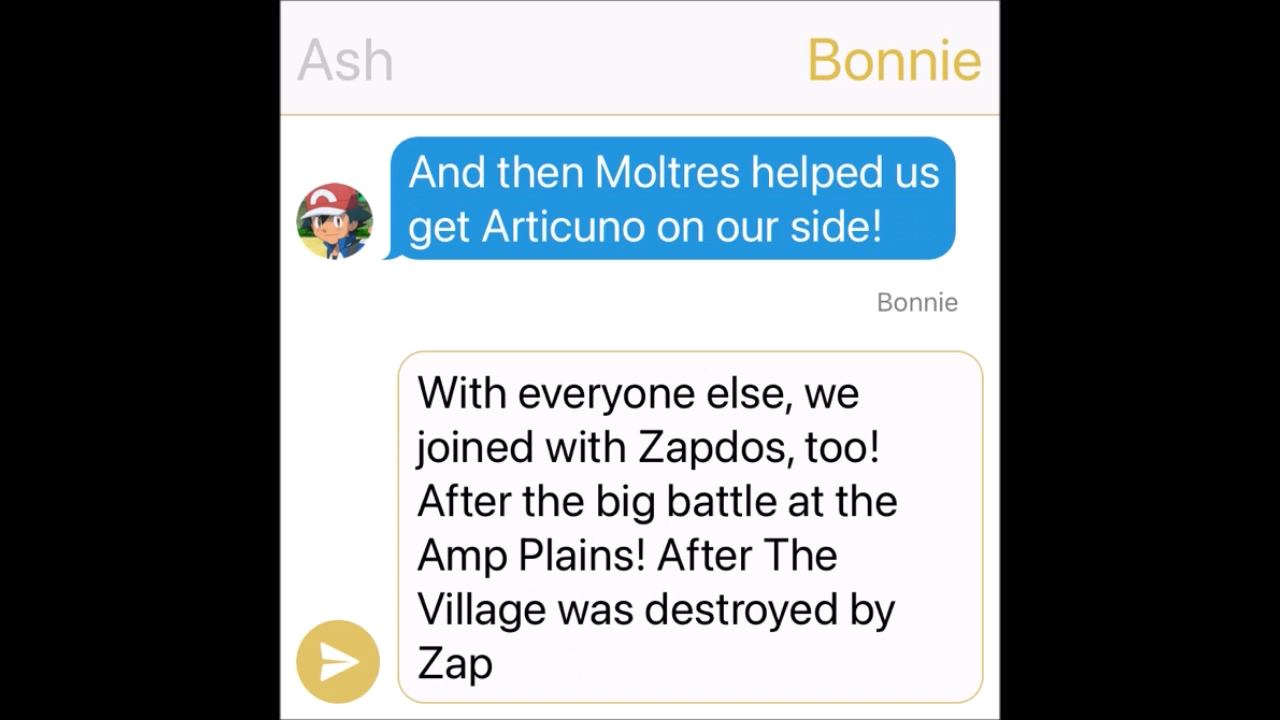 Ash
Bonnie
And then Moltres helped us
get Articuno on our side!
Bonnie
With everyone else, we
joined with Zapdos, too!
After the big battle at the
Amp Plains! After The
Village was destroyed by
Zap